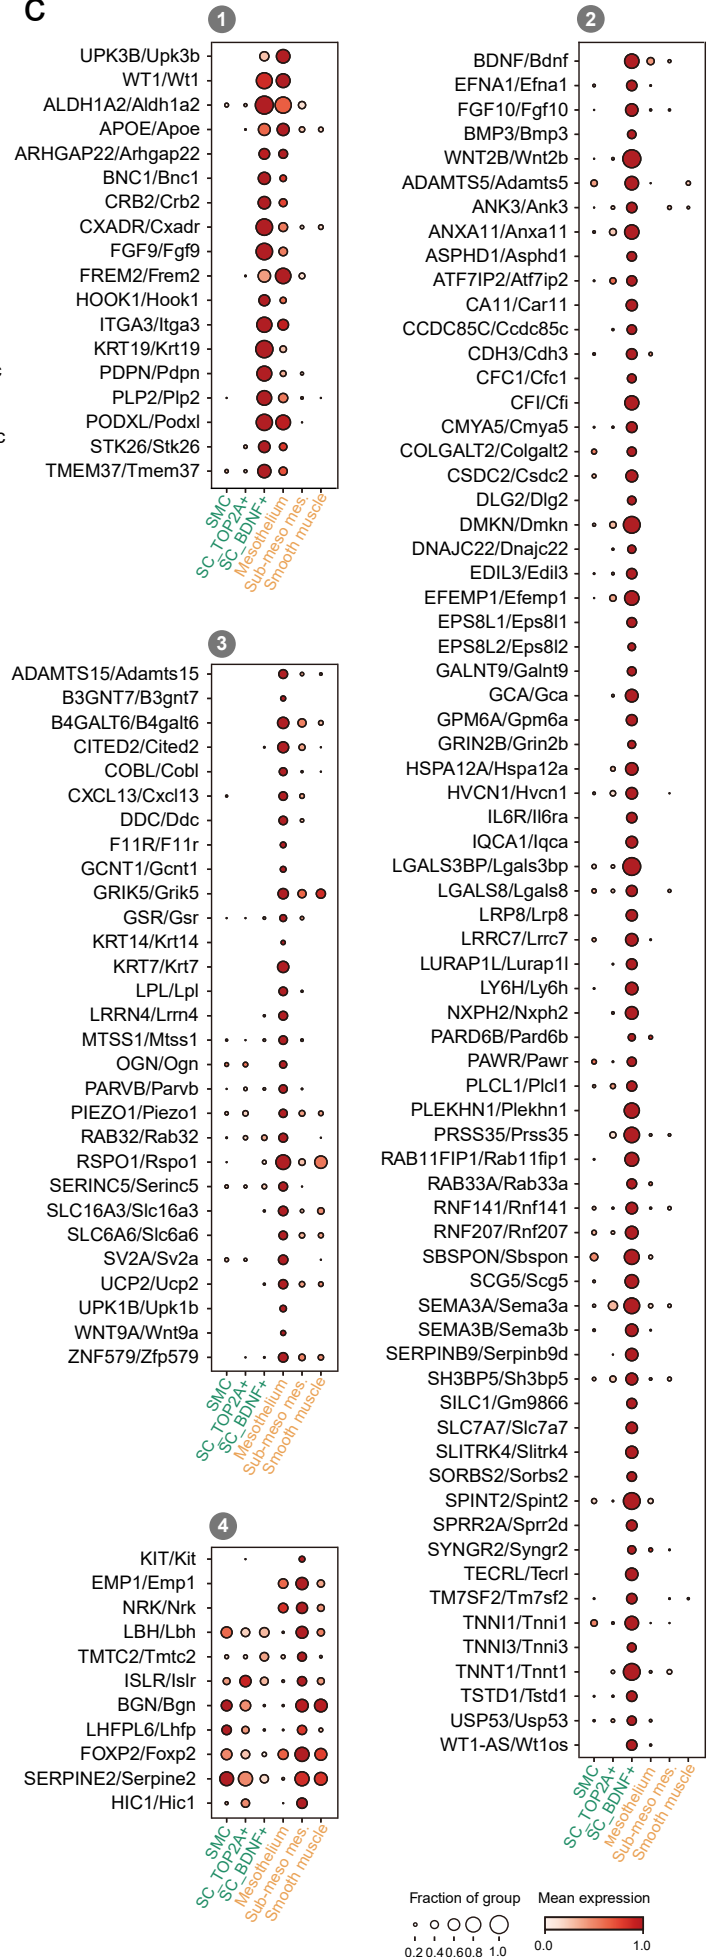 C
1
UPK3B/Upk3b
WT1/Wt1
ALDH1A2/Aldh1a2
APOE/Apoe
ARHGAP22/Arhgap22
BNC1/Bnc1
CRB2/Crb2
CXADR/Cxadr
FGF9/Fgf9
FREM2/Frem2
HOOK1/Hook1
ITGA3/Itga3
KRT19/Krt19
PDPN/Pdpn
PLP2/Plp2
PODXL/Podxl
STK26/Stk26
TMEM37/Tmem37
SMC
SC_TOP2A+
SC_BDNF+
Mesothelium
Sub-meso mes.
Smooth muscle
3
ADAMTS15/Adamts15
B3GNT7/B3gnt7
B4GALT6/B4galt6
CITED2/Cited2
COBL/Cobl
CXCL13/Cxcl13
DDC/Ddc
F11R/F11r
GCNT1/Gcnt1
GRIK5/Grik5
GSR/Gsr
KRT14/Krt14
KRT7/Krt7
LPL/Lpl
LRRN4/Lrrn4
MTSS1/Mtss1
OGN/Ogn
PARVB/Parvb
PIEZO1/Piezo1
RAB32/Rab32
RSPO1/Rspo1
SERINC5/Serinc5
SLC16A3/Slc16a3
SLC6A6/Slc6a6
SV2A/Sv2a
UCP2/Ucp2
UPK1B/Upk1b
WNT9A/Wnt9a
ZNF579/Zfp579
SMC
SC_TOP2A+
SC_BDNF+
Mesothelium
Sub-meso mes.
Smooth muscle
4
KIT/Kit
EMP1/Emp1
NRK/Nrk
LBH/Lbh
TMTC2/Tmtc2
ISLR/Islr
BGN/Bgn
LHFPL6/Lhfp
FOXP2/Foxp2
SERPINE2/Serpine2
HIC1/Hic1
SMC
SC_TOP2A+
SC_BDNF+
Mesothelium
Sub-meso mes.
Smooth muscle
2
BDNF/Bdnf
EFNA1/Efna1
FGF10/Fgf10
BMP3/Bmp3
WNT2B/Wnt2b
ADAMTS5/Adamts5
ANK3/Ank3
ANXA11/Anxa11
ASPHD1/Asphd1
ATF7IP2/Atf7ip2
CA11/Car11
CCDC85C/Ccdc85c
CDH3/Cdh3
CFC1/Cfc1
CFI/Cfi
CMYA5/Cmya5
COLGALT2/Colgalt2
CSDC2/Csdc2
DLG2/Dlg2
DMKN/Dmkn
DNAJC22/Dnajc22
EDIL3/Edil3
EFEMP1/Efemp1
EPS8L1/Eps8l1
EPS8L2/Eps8l2
GALNT9/Galnt9
GCA/Gca
GPM6A/Gpm6a
GRIN2B/Grin2b
HSPA12A/Hspa12a
HVCN1/Hvcn1
IL6R/Il6ra
IQCA1/Iqca
LGALS3BP/Lgals3bp
LGALS8/Lgals8
LRP8/Lrp8
LRRC7/Lrrc7
LURAP1L/Lurap1l
LY6H/Ly6h
NXPH2/Nxph2
PARD6B/Pard6b
PAWR/Pawr
PLCL1/Plcl1
PLEKHN1/Plekhn1
PRSS35/Prss35
RAB11FIP1/Rab11fip1
RAB33A/Rab33a
RNF141/Rnf141
RNF207/Rnf207
SBSPON/Sbspon
SCG5/Scg5
SEMA3A/Sema3a
SEMA3B/Sema3b
SERPINB9/Serpinb9d
SH3BP5/Sh3bp5
SILC1/Gm9866
SLC7A7/Slc7a7
SLITRK4/Slitrk4
SORBS2/Sorbs2
SPINT2/Spint2
SPRR2A/Sprr2d
SYNGR2/Syngr2
TECRL/Tecrl
TM7SF2/Tm7sf2
TNNI1/Tnni1
TNNI3/Tnni3
TNNT1/Tnnt1
TSTD1/Tstd1
USP53/Usp53
WT1-AS/Wt1os
SMC
SC_TOP2A+
SC_BDNF+
Mesothelium
Sub-meso mes.
Smooth muscle
Fraction of group
0.2 0.4 0.6 0.8 1.0
Mean expression
0.0 1.0